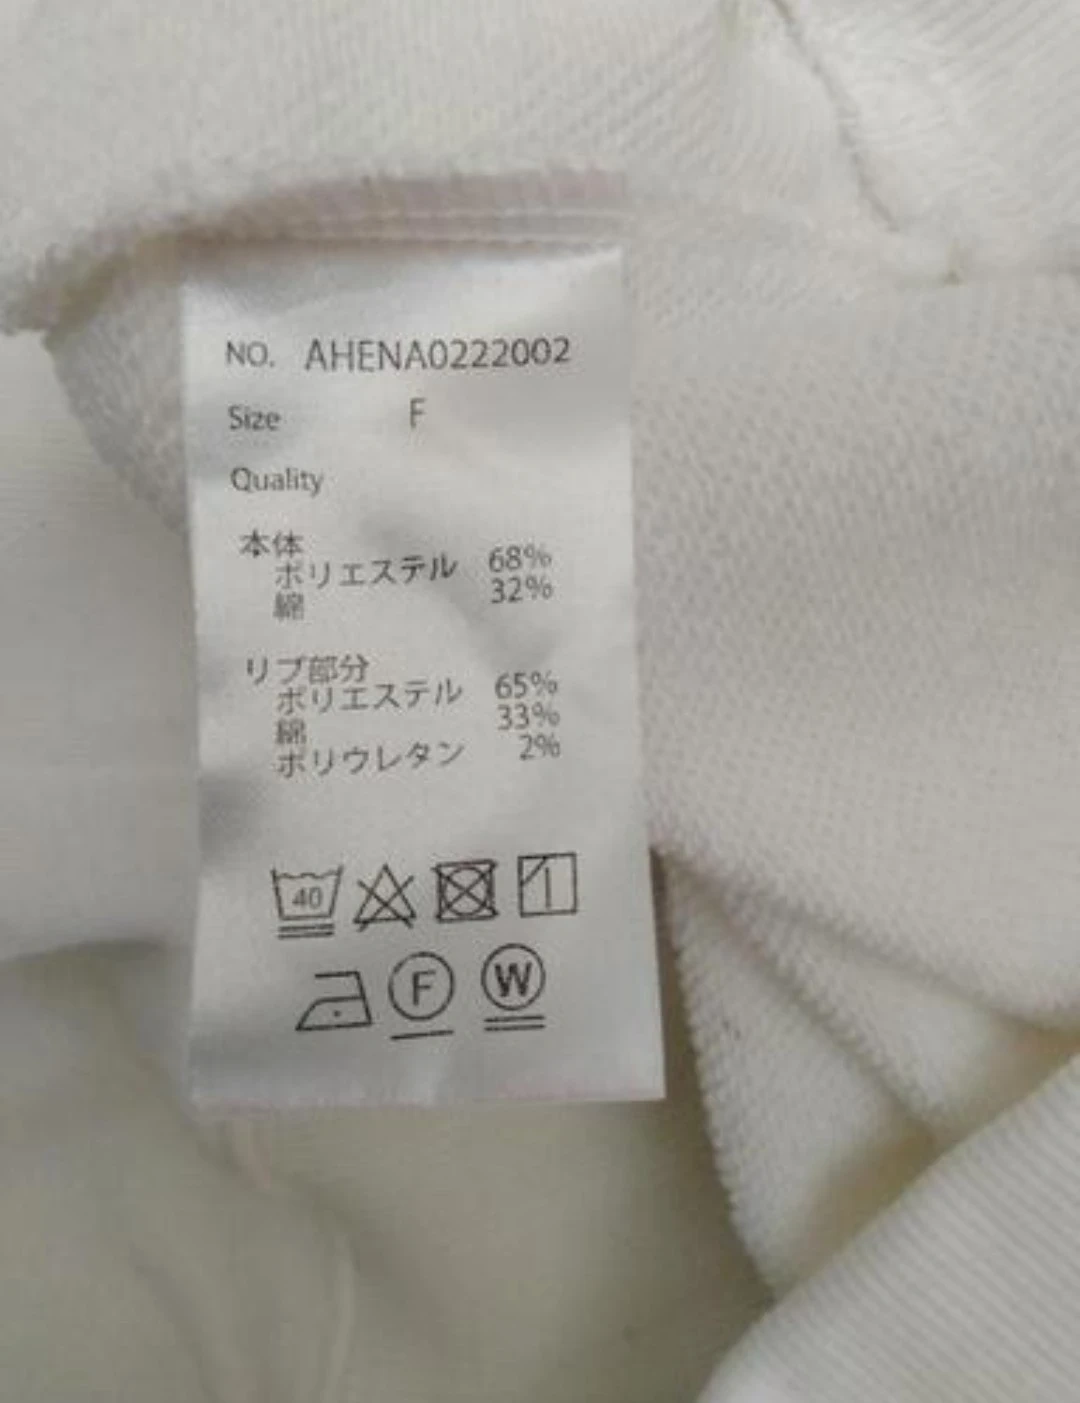 NO. AHENA0222002
Size F
Quality
本体
ポリエステル 68%
綿 32%
リブ部分
ポリエステル 65%
綿 33%
ポリウレタン 2%
40
F W